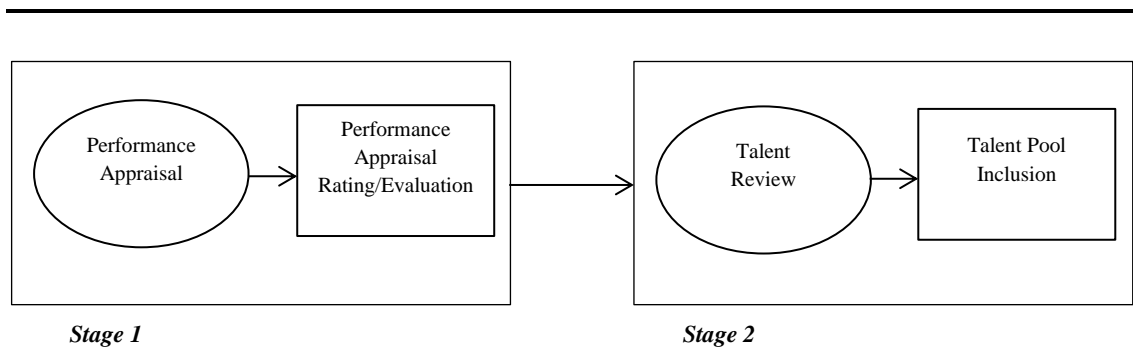 Performance
Appraisal
Performance
Appraisal
Rating/Evaluation
Talent
Review
Talent Pool
Inclusion
Stage 1
Stage 2